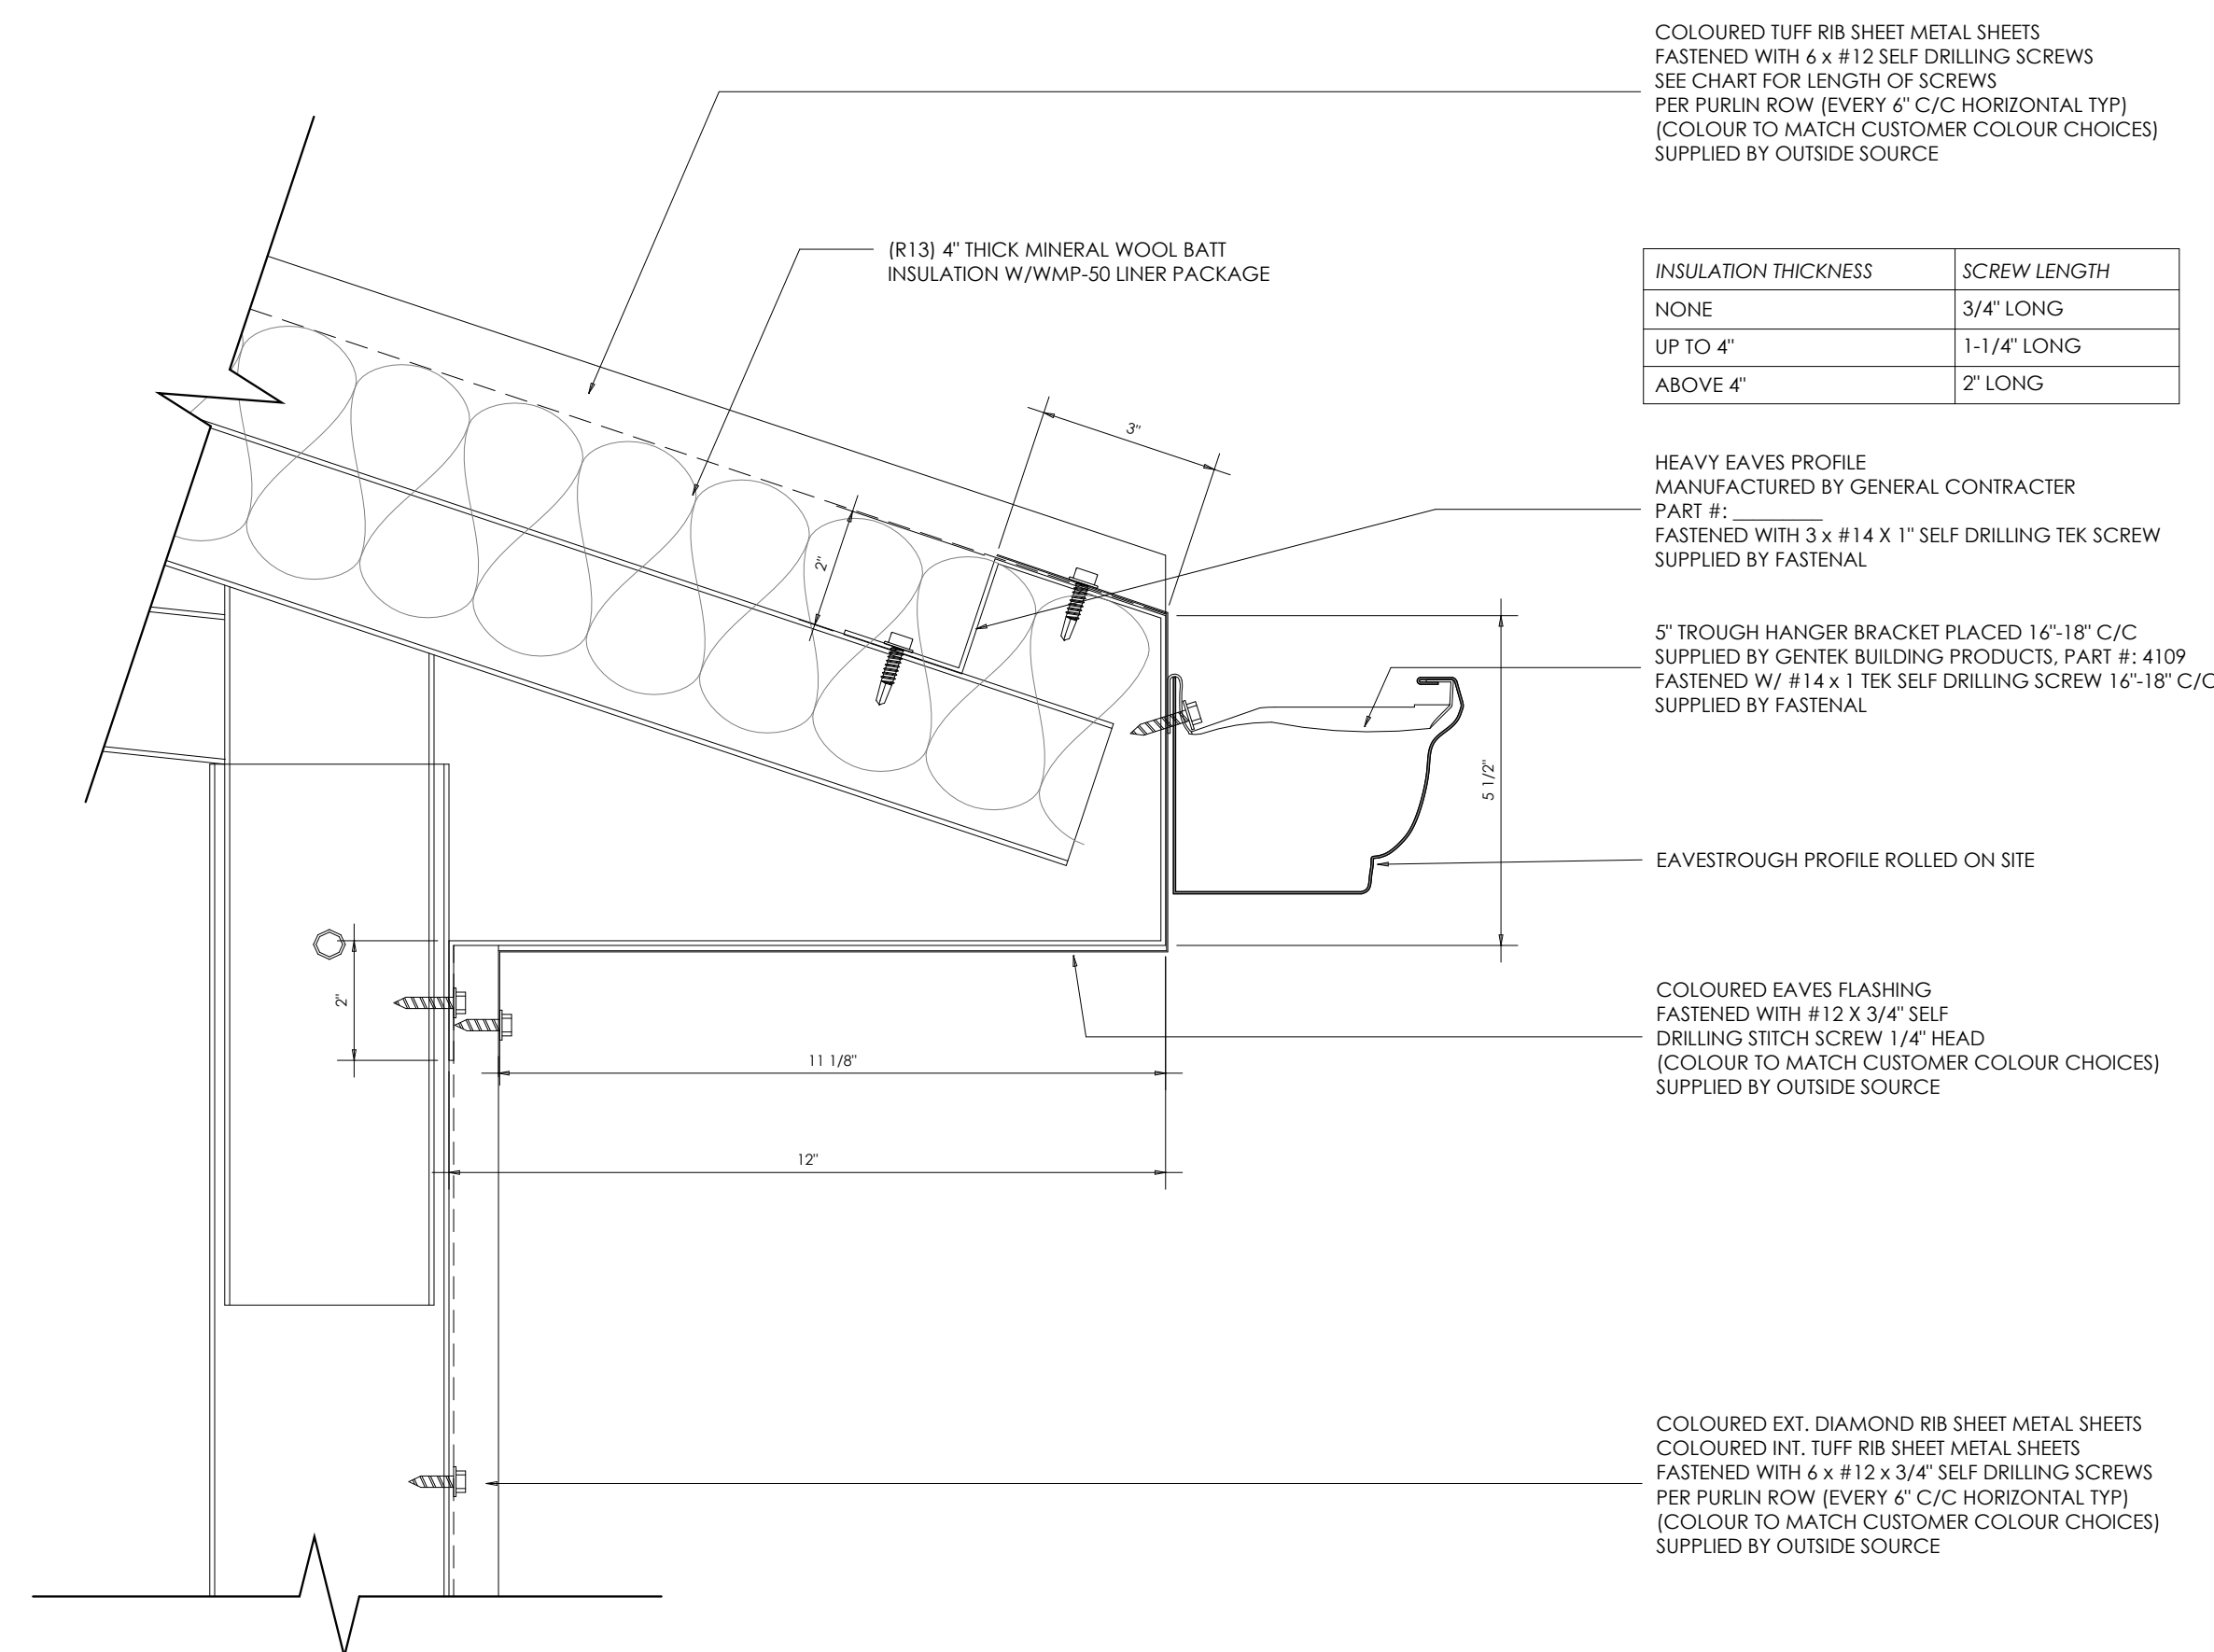 COLOURED TUFF RIB SHEET METAL SHEETS
FASTENED WITH 6 x #12 SELF DRILLING SCREWS
SEE CHART FOR LENGTH OF SCREWS
PER PURLIN ROW (EVERY 6" C/C HORIZONTAL TYP)
(COLOUR TO MATCH CUSTOMER COLOUR CHOICES)
SUPPLIED BY OUTSIDE SOURCE
(R13) 4" THICK MINERAL WOOL BATT
INSULATION W/WMP-50 LINER PACKAGE
INSULATION THICKNESS SCREW LENGTH
NONE 3/4" LONG
UP TO 4" 1-1/4" LONG
ABOVE 4" 2" LONG
3"
HEAVY EAVES PROFILE
MANUFACTURED BY GENERAL CONTRACTER
PART #: ________
FASTENED WITH 3 x #14 X 1" SELF DRILLING TEK SCREW
SUPPLIED BY FASTENAL
2"
5" TROUGH HANGER BRACKET PLACED 16"-18" C/C
SUPPLIED BY GENTEK BUILDING PRODUCTS, PART #: 4109
FASTENED W/ #14 x 1 TEK SELF DRILLING SCREW 16"-18" C/C
SUPPLIED BY FASTENAL
5 1/2"
EAVESTROUGH PROFILE ROLLED ON SITE
2"
COLOURED EAVES FLASHING
FASTENED WITH #12 X 3/4" SELF
DRILLING STITCH SCREW 1/4" HEAD
(COLOUR TO MATCH CUSTOMER COLOUR CHOICES)
SUPPLIED BY OUTSIDE SOURCE
11 1/8"
12"
COLOURED EXT. DIAMOND RIB SHEET METAL SHEETS
COLOURED INT. TUFF RIB SHEET METAL SHEETS
FASTENED WITH 6 x #12 x 3/4" SELF DRILLING SCREWS
PER PURLIN ROW (EVERY 6" C/C HORIZONTAL TYP)
(COLOUR TO MATCH CUSTOMER COLOUR CHOICES)
SUPPLIED BY OUTSIDE SOURCE